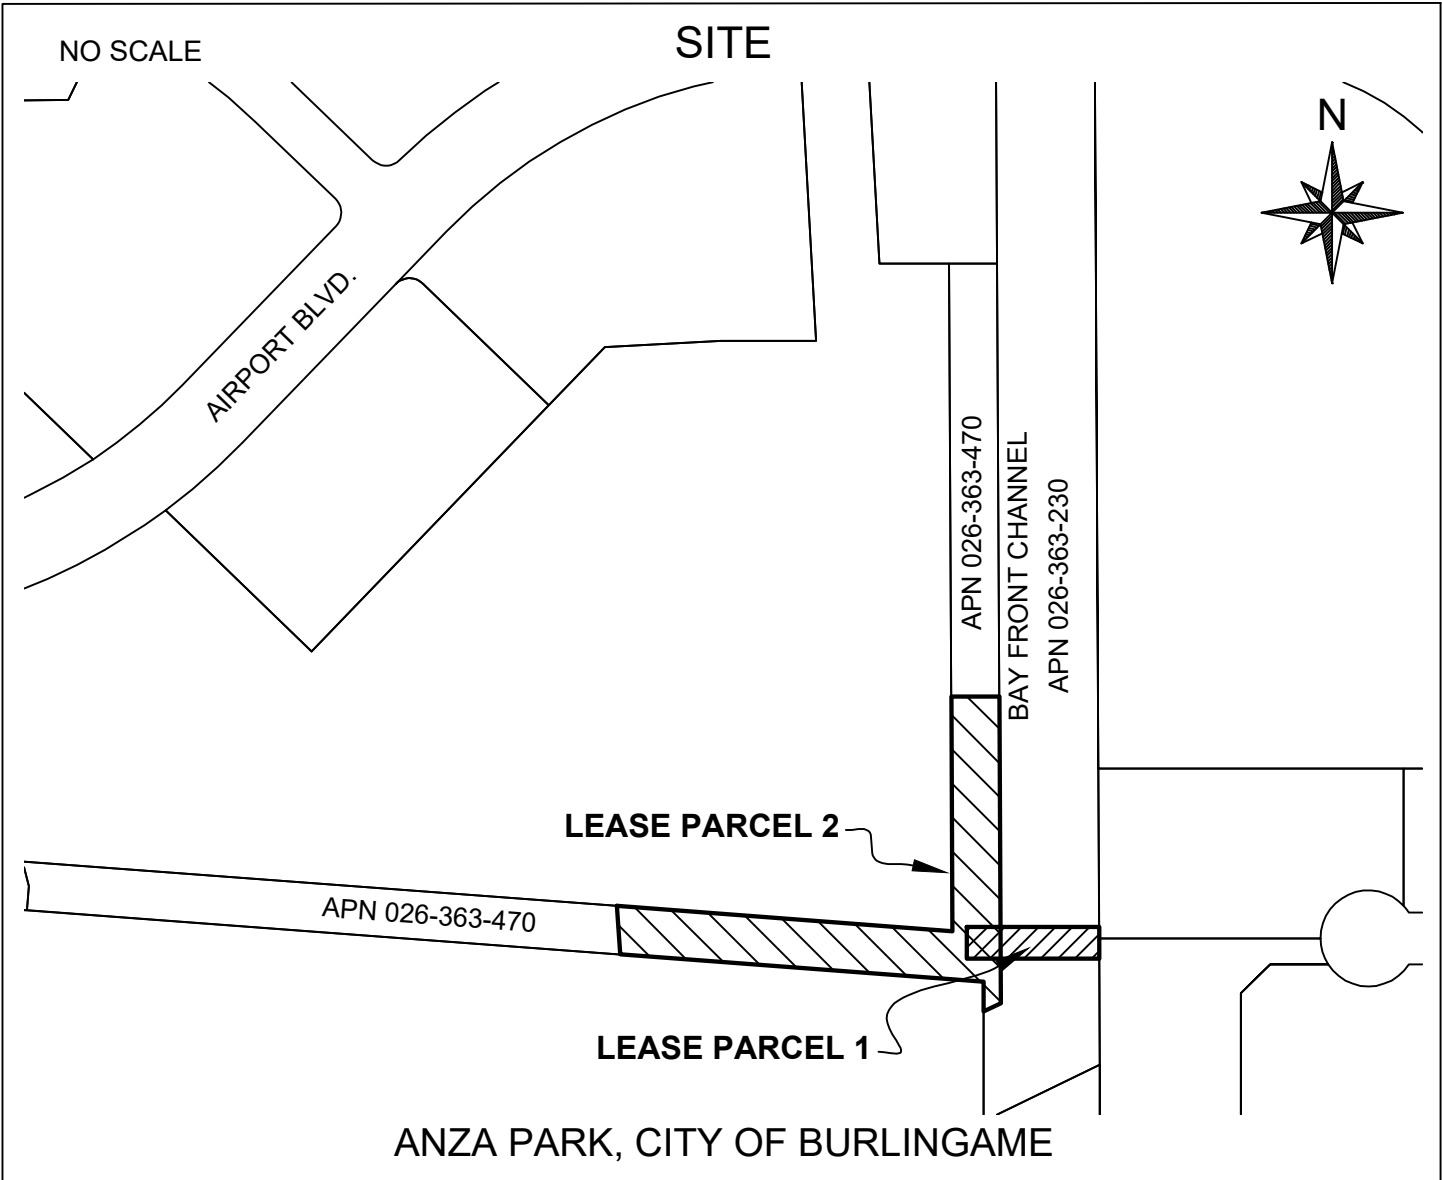 SITE
NO SCALE
N
AIRPORT BLVD.
APN 026-363-470
BAY FRONT CHANNEL
APN 026-363-230
LEASE PARCEL 2
APN 026-363-470
LEASE PARCEL 1
ANZA PARK, CITY OF BURLINGAME